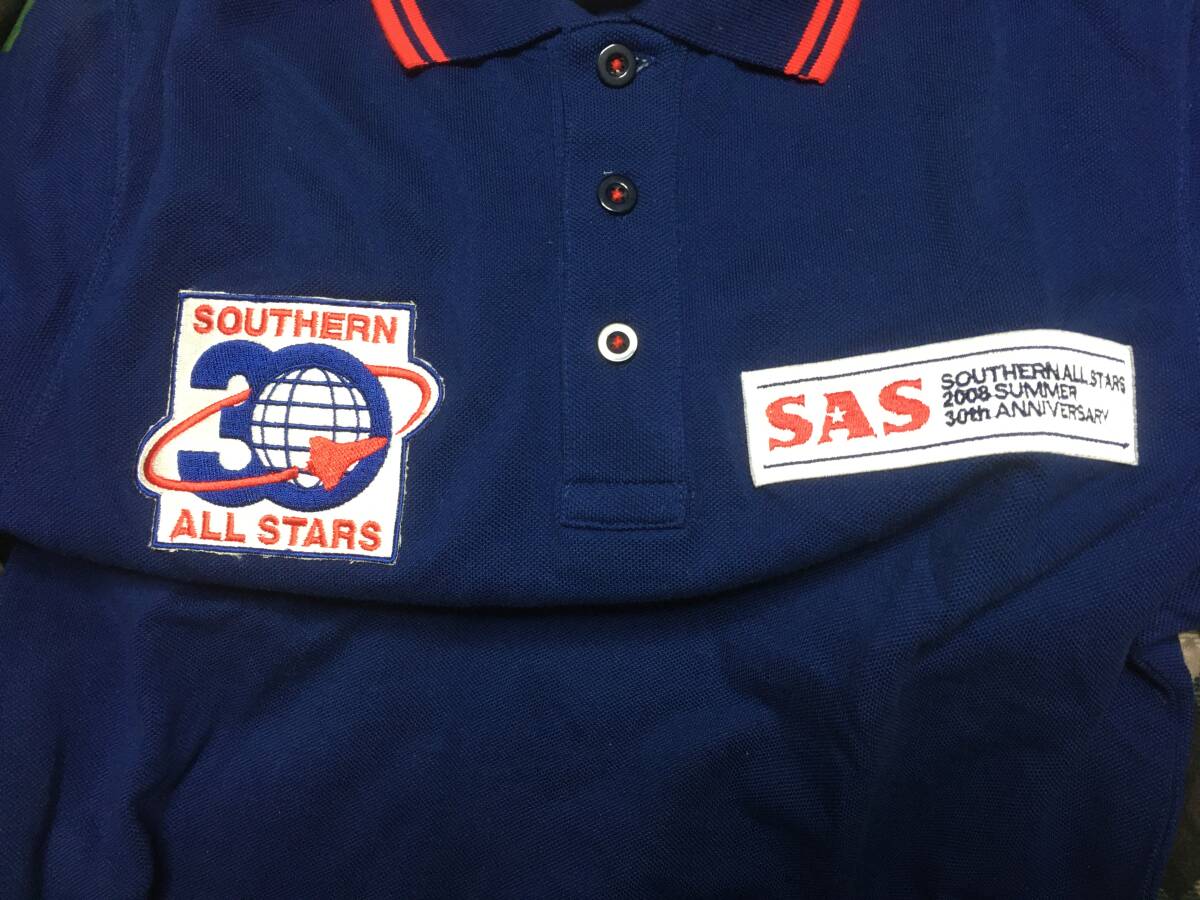 SOUTHERN
30
ALL STARS
SAS
SOUTHERN ALL STARS
2008 SUMMER
30th ANNIVERSARY